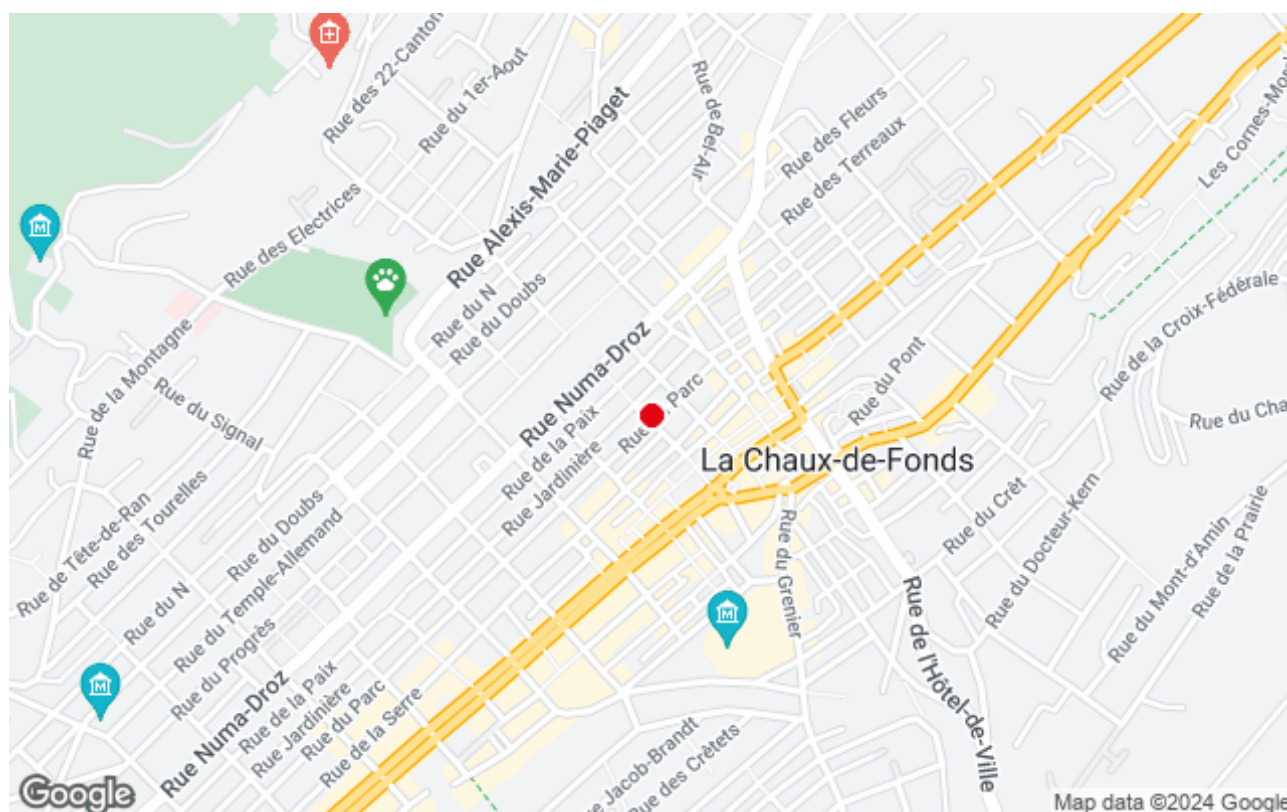 Rue des 22-Canton
Rue du 1er-Aout
Rue Alexis-Marie-Piaget
Rue de Bel-Air
Rue des Fleurs
Rue des Terreaux
Les Cornes-Mo
Rue des Electrices
Rue du N
Rue du Doubs
Rue de la Croix-Fédérale
Rue de la Montagne
Rue Numa-Droz
Rue du Pont
Rue du Signal
Rue de la Paix
Rue Jardinière
Rue
Parc
Rue du Cha
La Chaux-de-Fonds
Rue de Tête-de-Ran
Rue des Tourelles
Rue du Doubs
Rue du Temple-Allemand
Rue du Crêt
Rue du Docteur-Kern
Rue du Mont-d'Amin
Rue de la Prairie
Rue du Grenier
Rue du N
Rue du Progrès
Rue de l'Hôtel-de-Ville
M
M
M
Rue Numa-Droz
Rue de la Paix
Rue Jardinière
Rue du Parc
Rue de la Serre
e Jacob-Brandt
Rue des Crêtets
Google
Map data ©2024 Google